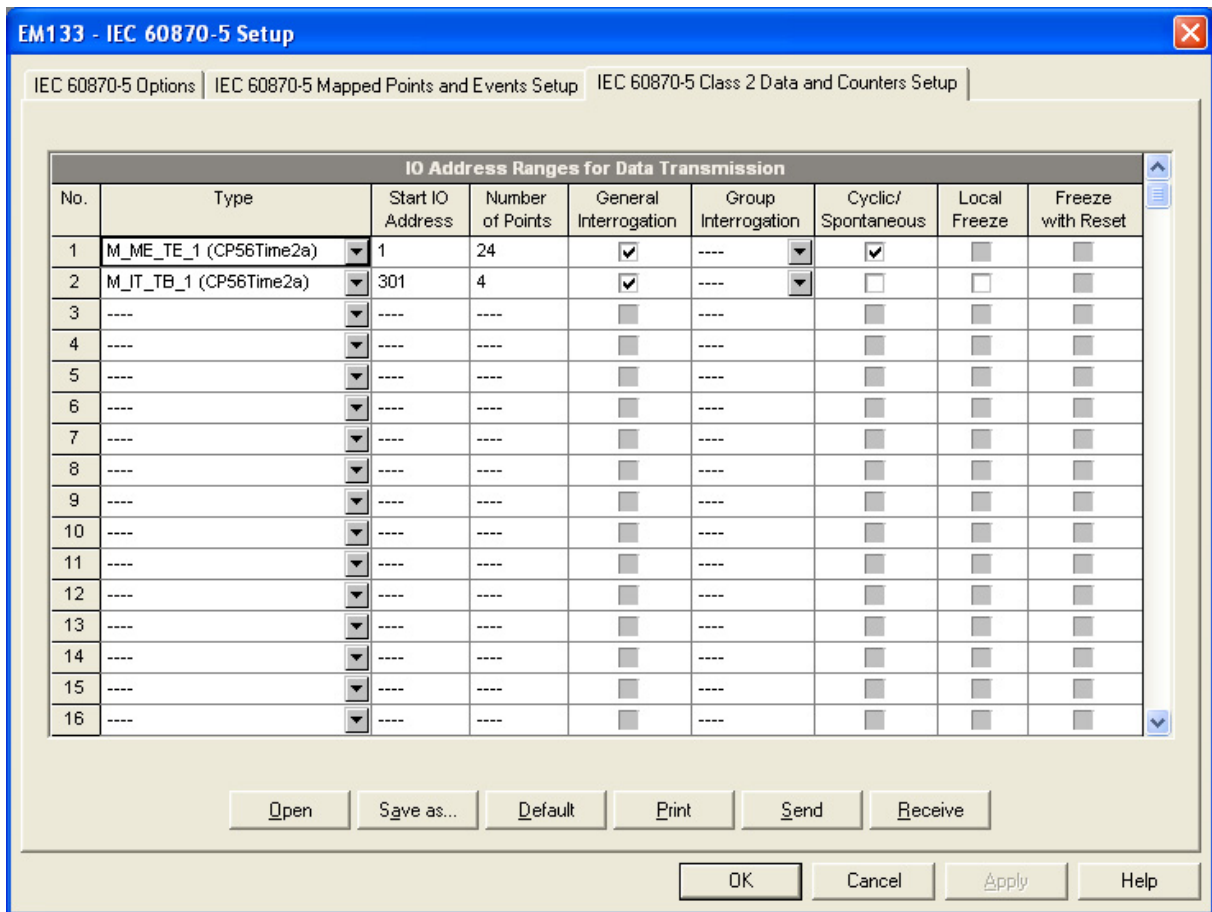 EM133 - IEC 60870-5 Setup
IEC 60870-5 Options IEC 60870-5 Mapped Points and Events Setup IEC 60870-5 Class 2 Data and Counters Setup
IO Address Ranges for Data Transmission
No. Type Start IO Address Number of Points General Interrogation Group Interrogation Cyclic/ Spontaneous Local Freeze Freeze with Reset
1 M_ME_TE_1 (CP56Time2a) 1 24 ----
2 M_IT_TB_1 (CP56Time2a) 301 4 ----
3 ---- ---- ---- ----
4 ---- ---- ---- ----
5 ---- ---- ---- ----
6 ---- ---- ---- ----
7 ---- ---- ---- ----
8 ---- ---- ---- ----
9 ---- ---- ---- ----
10 ---- ---- ---- ----
11 ---- ---- ---- ----
12 ---- ---- ---- ----
13 ---- ---- ---- ----
14 ---- ---- ---- ----
15 ---- ---- ---- ----
16 ---- ---- ---- ----
Open Save as... Default Print Send Receive
OK Cancel Apply Help